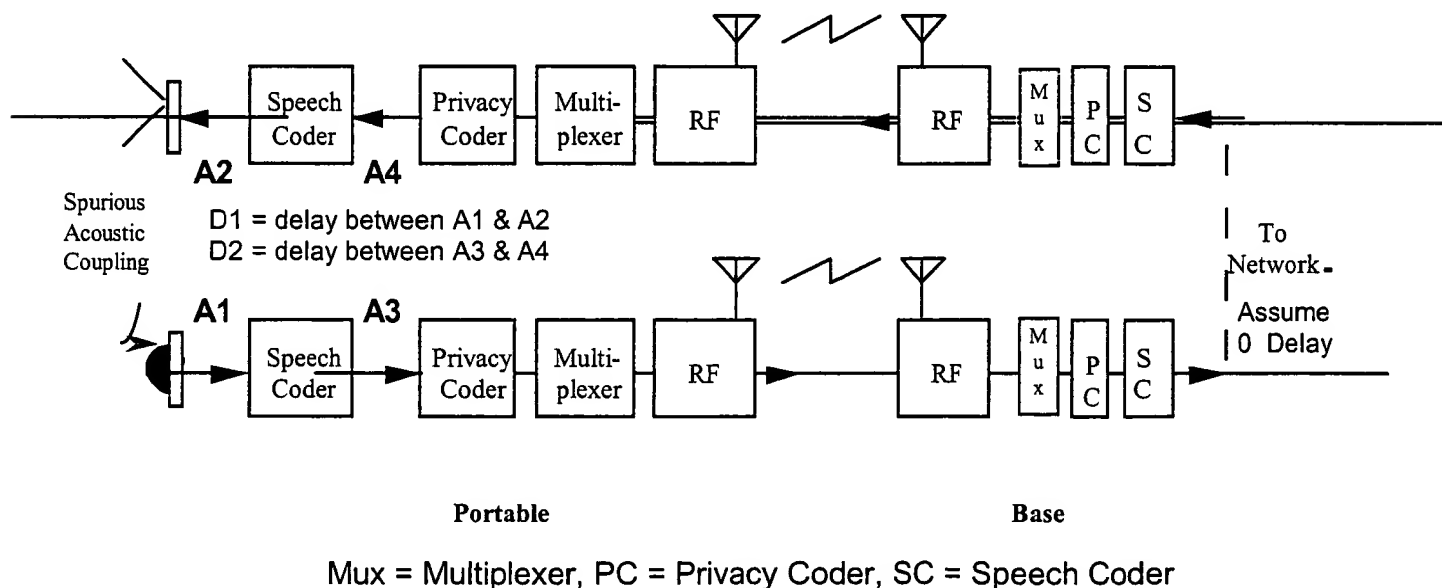 Speech
Coder
Privacy
Coder
Multi-
plexer
RF
RF
M
u
x
P
C
S
C
A2
A4
Spurious
Acoustic
Coupling
D1 = delay between A1 & A2
D2 = delay between A3 & A4
To
Network-
Assume
0 Delay
A1
A3
Speech
Coder
Privacy
Coder
Multi-
plexer
RF
RF
M
u
x
P
C
S
C
Portable
Base
Mux = Multiplexer, PC = Privacy Coder, SC = Speech Coder